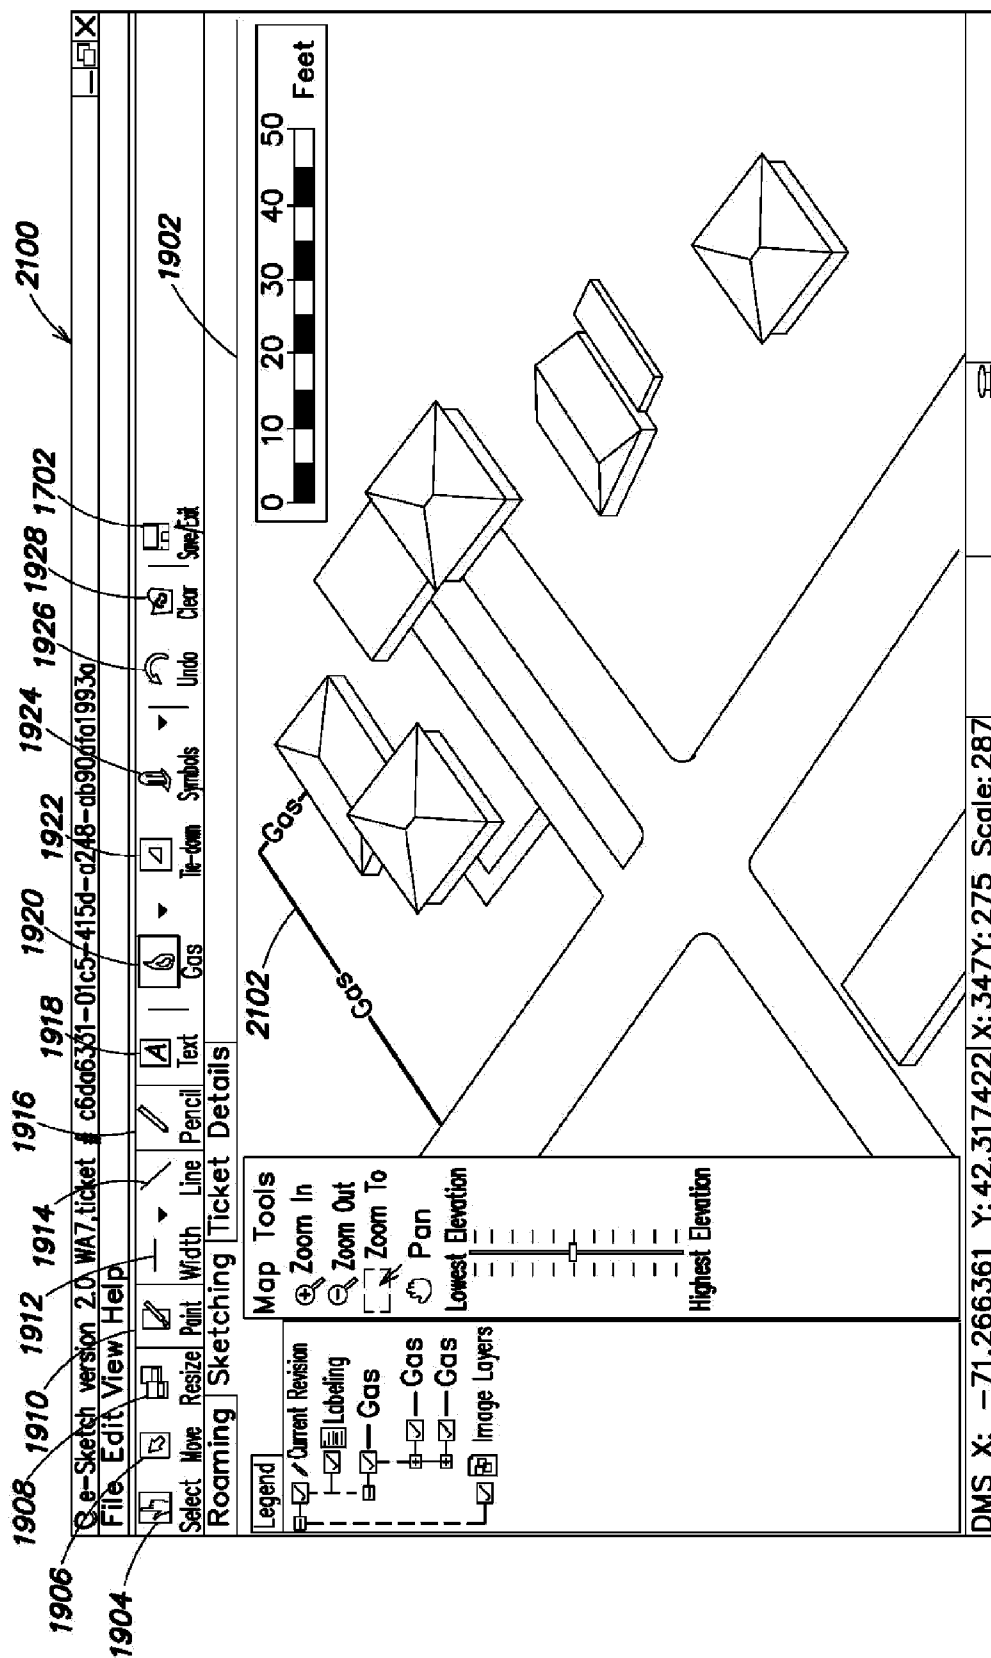 2100
e-Sketch version 2.0 WA7, ticket # c6da6331-01c5-415d-a248-ab90dfa1993a
File Edit View Help
1904 1906 1908 1910 1912 1914 1916 1918 1920 1922 1924 1926 1928 1702
Select Move Resize Paint Width Line Pencil Text Gas Tie-down Symbols Undo Clear Save/Exit
Roaming Sketching Ticket Details
1902
Legend
Current Revision
Labeling
Gas
Gas
Gas
Image Layers
Map Tools
Zoom In
Zoom Out
Zoom To
Pan
Lowest Elevation
Highest Elevation
2102
Gas
Gas
0 10 20 30 40 50
Feet
DMS X: -71.266361 Y: 42.317422 X: 347Y: 275 Scale: 287